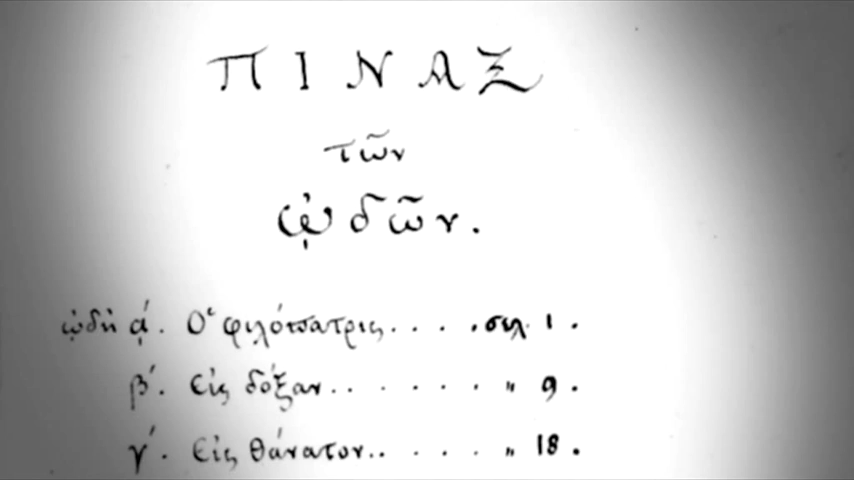 ΠΙΝΑΞ
τῶν
ᾠδῶν.
ᾠδὴ ά. Ὁ φιλόπατρις. . . . .σελ. 1.
β΄. Εἰς δόξαν. . . . . . . „ 9.
γ΄. Εἰς θάνατον. . . . . „ 18.